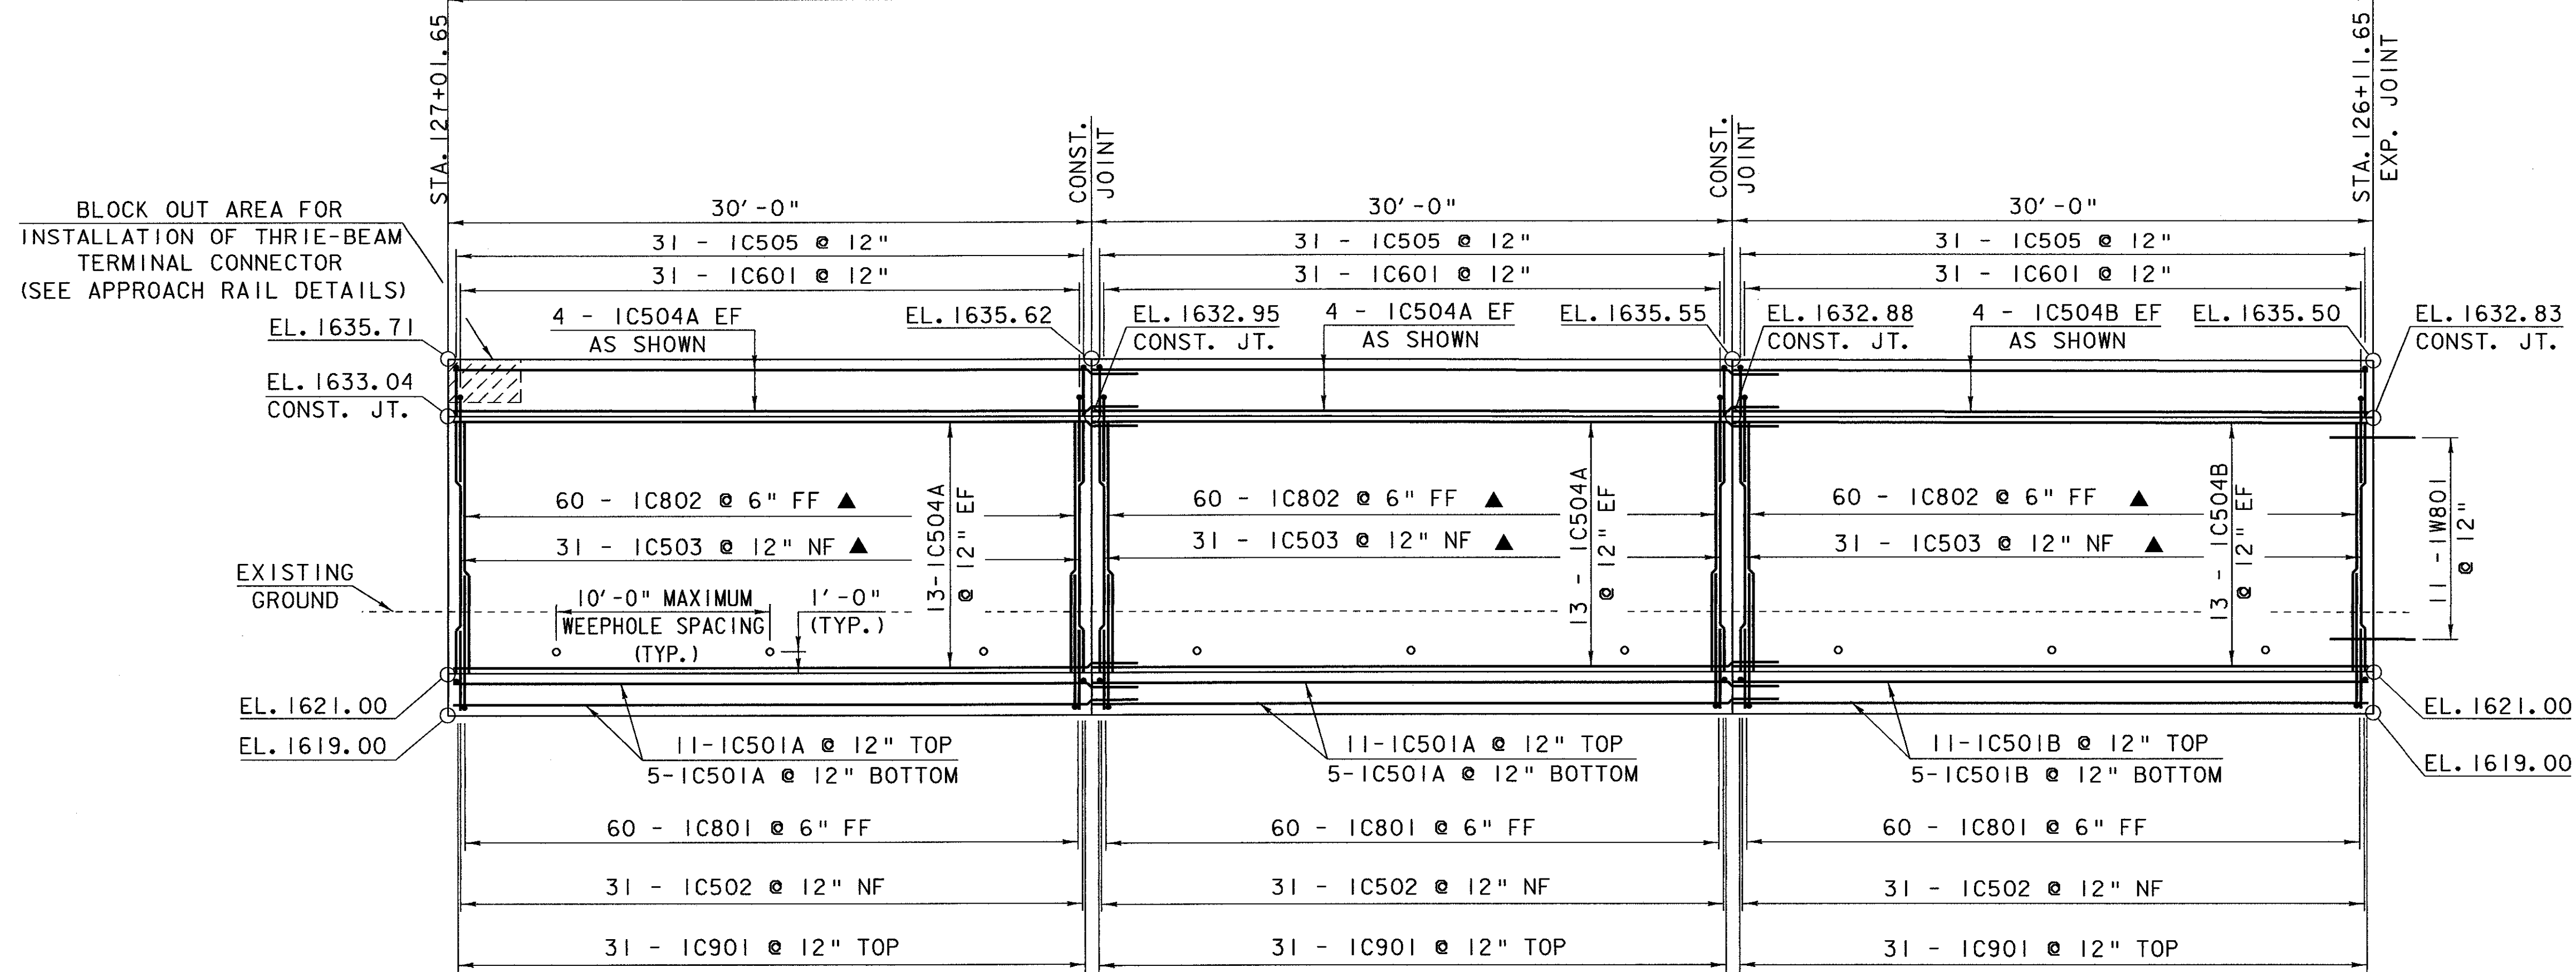 STA. 127+01.65
CONST.
JOINT
CONST.
JOINT
STA. 126+11.65
EXP. JOINT
BLOCK OUT AREA FOR
INSTALLATION OF THRIE-BEAM
TERMINAL CONNECTOR
(SEE APPROACH RAIL DETAILS)
30'-0"
30'-0"
30'-0"
31 - 1C505 @ 12"
31 - 1C505 @ 12"
31 - 1C505 @ 12"
31 - 1C601 @ 12"
31 - 1C601 @ 12"
31 - 1C601 @ 12"
EL. 1635.71
4 - 1C504A EF
AS SHOWN
EL. 1635.62
EL. 1632.95
CONST. JT.
4 - 1C504A EF
AS SHOWN
EL. 1635.55
EL. 1632.88
CONST. JT.
4 - 1C504B EF
AS SHOWN
EL. 1635.50
EL. 1632.83
CONST. JT.
EL. 1633.04
CONST. JT.
60 - 1C802 @ 6" FF ▲
31 - 1C503 @ 12" NF ▲
13-1C504A
@ 12" EF
60 - 1C802 @ 6" FF ▲
31 - 1C503 @ 12" NF ▲
13 - 1C504A
@ 12" EF
60 - 1C802 @ 6" FF ▲
31 - 1C503 @ 12" NF ▲
13 - 1C504B
@ 12" EF
11 - 1W801
@ 12"
EXISTING
GROUND
10'-0" MAXIMUM
WEEPHOLE SPACING
(TYP.)
1'-0"
(TYP.)
EL. 1621.00
EL. 1619.00
11-1C501A @ 12" TOP
5-1C501A @ 12" BOTTOM
11-1C501A @ 12" TOP
5-1C501A @ 12" BOTTOM
11-1C501B @ 12" TOP
5-1C501B @ 12" BOTTOM
EL. 1621.00
EL. 1619.00
60 - 1C801 @ 6" FF
60 - 1C801 @ 6" FF
60 - 1C801 @ 6" FF
31 - 1C502 @ 12" NF
31 - 1C502 @ 12" NF
31 - 1C502 @ 12" NF
31 - 1C901 @ 12" TOP
31 - 1C901 @ 12" TOP
31 - 1C901 @ 12" TOP